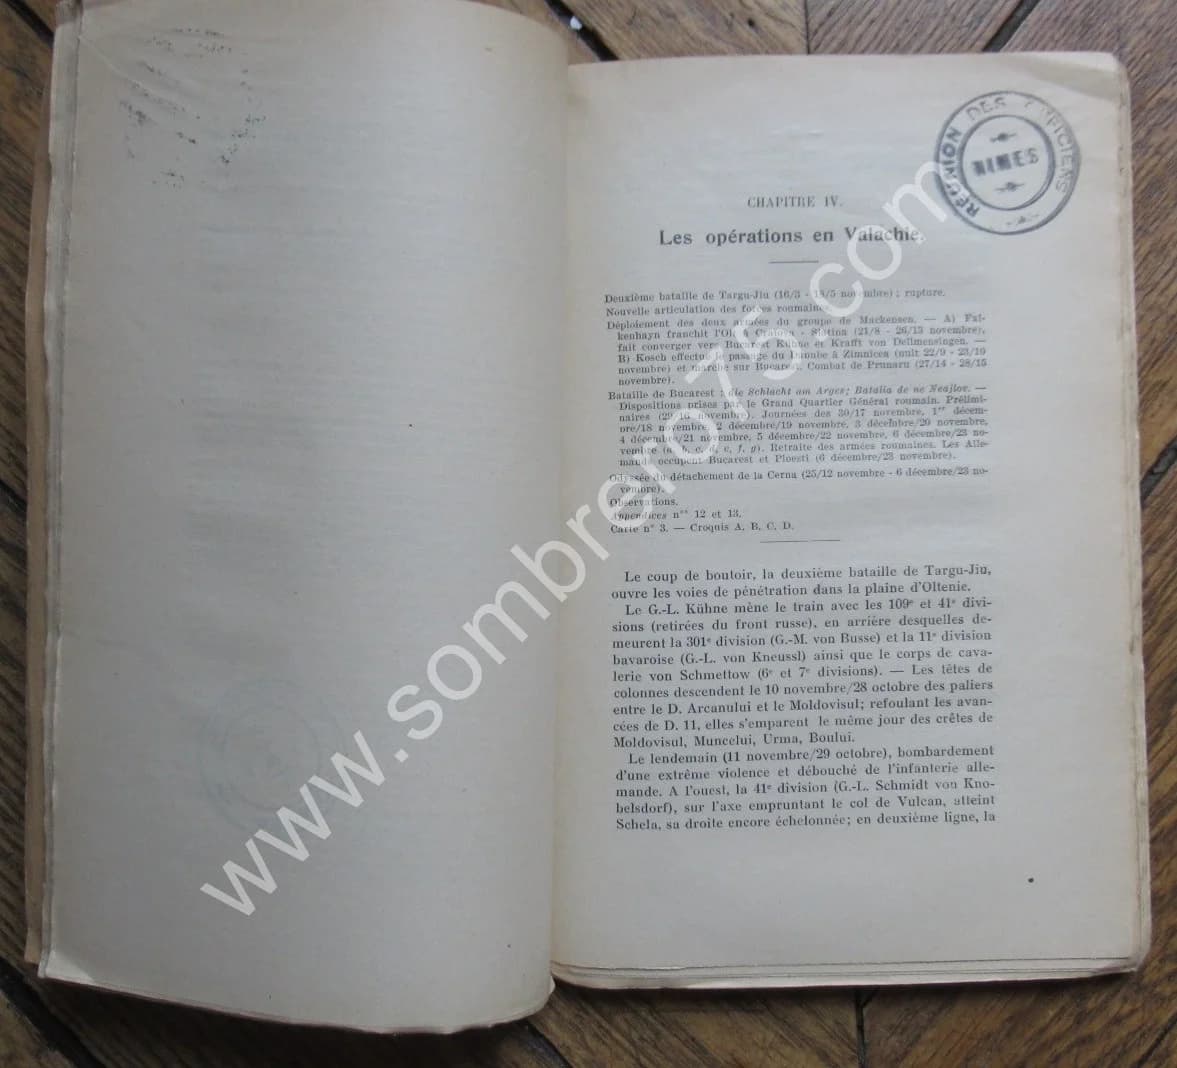 RÉUNION DES OFFICIERS
NIMES
CHAPITRE IV.
Les opérations en Valachie.
Deuxième bataille de Targu-Jiu (16/3 - 18/5 novembre) ; rupture.
Nouvelle articulation des forces roumaines.
Déploiement des deux armées du groupe de Mackensen. — A) Fal-
kenhayn franchit l'Olt à Craiova - Slatina (21/8 - 26/13 novembre),
fait converger vers Bucarest Kühne et Krafft von Dellmensingen. —
B) Kosch effectue le passage du Danube à Zimnicea (nuit 22/9 - 23/10
novembre) et marche sur Bucarest. Combat de Prunaru (27/14 - 28/15
novembre).
Bataille de Bucarest : die Schlacht am Arges; Batalia de ne Neajlov. —
Dispositions prises par le Grand Quartier Général roumain. Prélimi-
naires (29/16 novembre). Journées des 30/17 novembre, 1er décem-
bre/18 novembre, 2 décembre/19 novembre, 3 décembre/20 novembre,
4 décembre/21 novembre, 5 décembre/22 novembre, 6 décembre/23 no-
vembre (a, b, c, d, e, f, g). Retraite des armées roumaines. Les Alle-
mands occupent Bucarest et Ploesti (6 décembre/23 novembre).
Odyssée du détachement de la Cerna (25/12 novembre - 6 décembre/23 no-
vembre).
Observations.
Appendices nos 12 et 13.
Carte n° 3. — Croquis A, B, C, D.
Le coup de boutoir, la deuxième bataille de Targu-Jiu,
ouvre les voies de pénétration dans la plaine d'Oltenie.
Le G.-L. Kühne mène le train avec les 109e et 41e divi-
sions (retirées du front russe), en arrière desquelles de-
meurent la 301e division (G.-M. von Busse) et la 11e division
bavaroise (G.-L. von Kneussl) ainsi que le corps de cava-
lerie von Schmettow (6e et 7e divisions). — Les têtes de
colonnes descendent le 10 novembre/28 octobre des paliers
entre le D. Arcanului et le Moldovisul; refoulant les avan-
cées de D. 11, elles s'emparent le même jour des crêtes de
Moldovisul, Muncelui, Urma, Boului.
Le lendemain (11 novembre/29 octobre), bombardement
d'une extrême violence et débouché de l'infanterie alle-
mande. A l'ouest, la 41e division (G.-L. Schmidt von Kno-
belsdorf), sur l'axe empruntant le col de Vulcan, atteint
Schela, sa droite encore échelonnée; en deuxième ligne, la
www.sombrero75.com